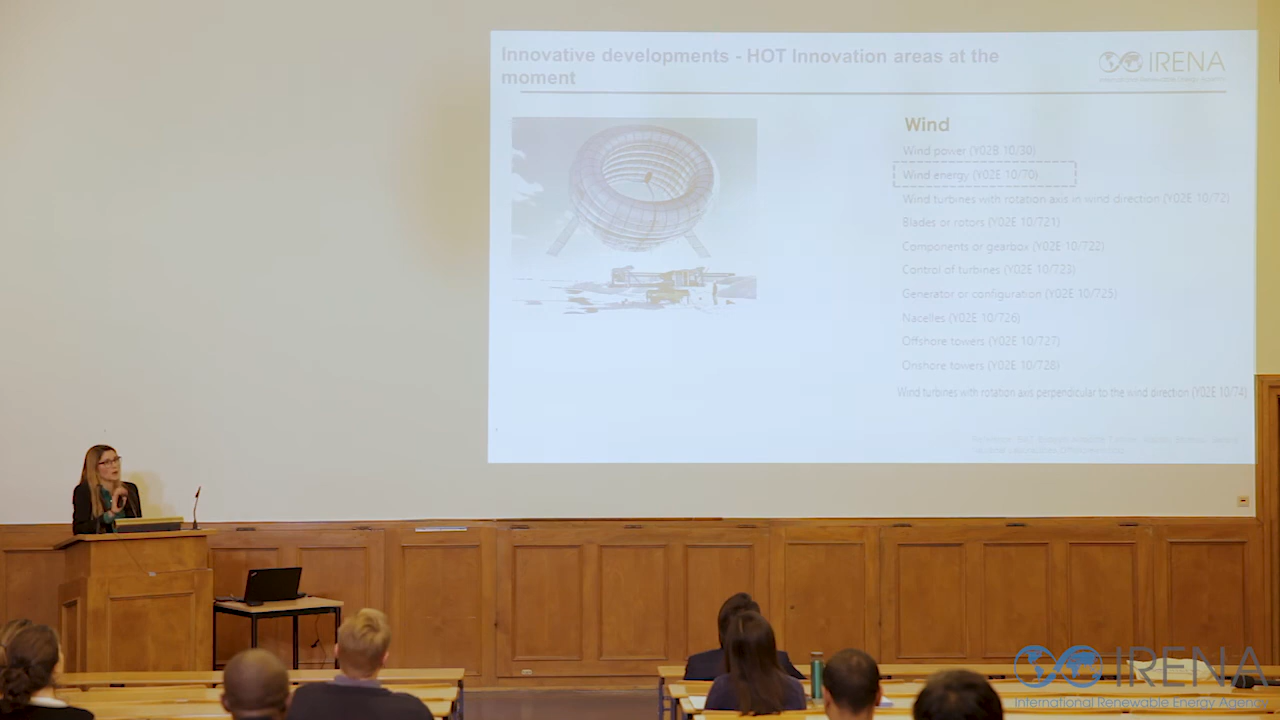 Innovative developments - HOT Innovation areas at the
moment
IRENA
Wind
Wind power (Y02B 10/30)
Wind energy (Y02E 10/70)
Wind turbines with rotation axis in wind direction (Y02E 10/72)
Blades or rotors (Y02E 10/721)
Components or gearbox (Y02E 10/722)
Control of turbines (Y02E 10/723)
Generator or configuration (Y02E 10/725)
Nacelles (Y02E 10/726)
Offshore towers (Y02E 10/727)
Onshore towers (Y02E 10/728)
Wind turbines with rotation axis perpendicular to the wind direction (Y02E 10/74)
IRENA
International Renewable Energy Agency